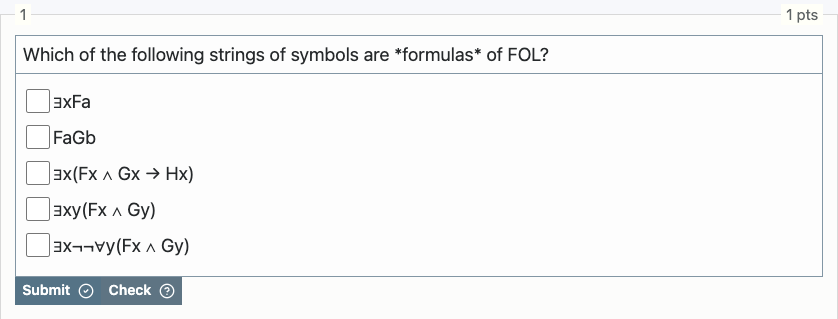 1
1 pts
Which of the following strings of symbols are *formulas* of FOL?
∃xFa
FaGb
∃x(Fx ∧ Gx → Hx)
∃xy(Fx ∧ Gy)
∃x¬¬∀y(Fx ∧ Gy)
Submit Check